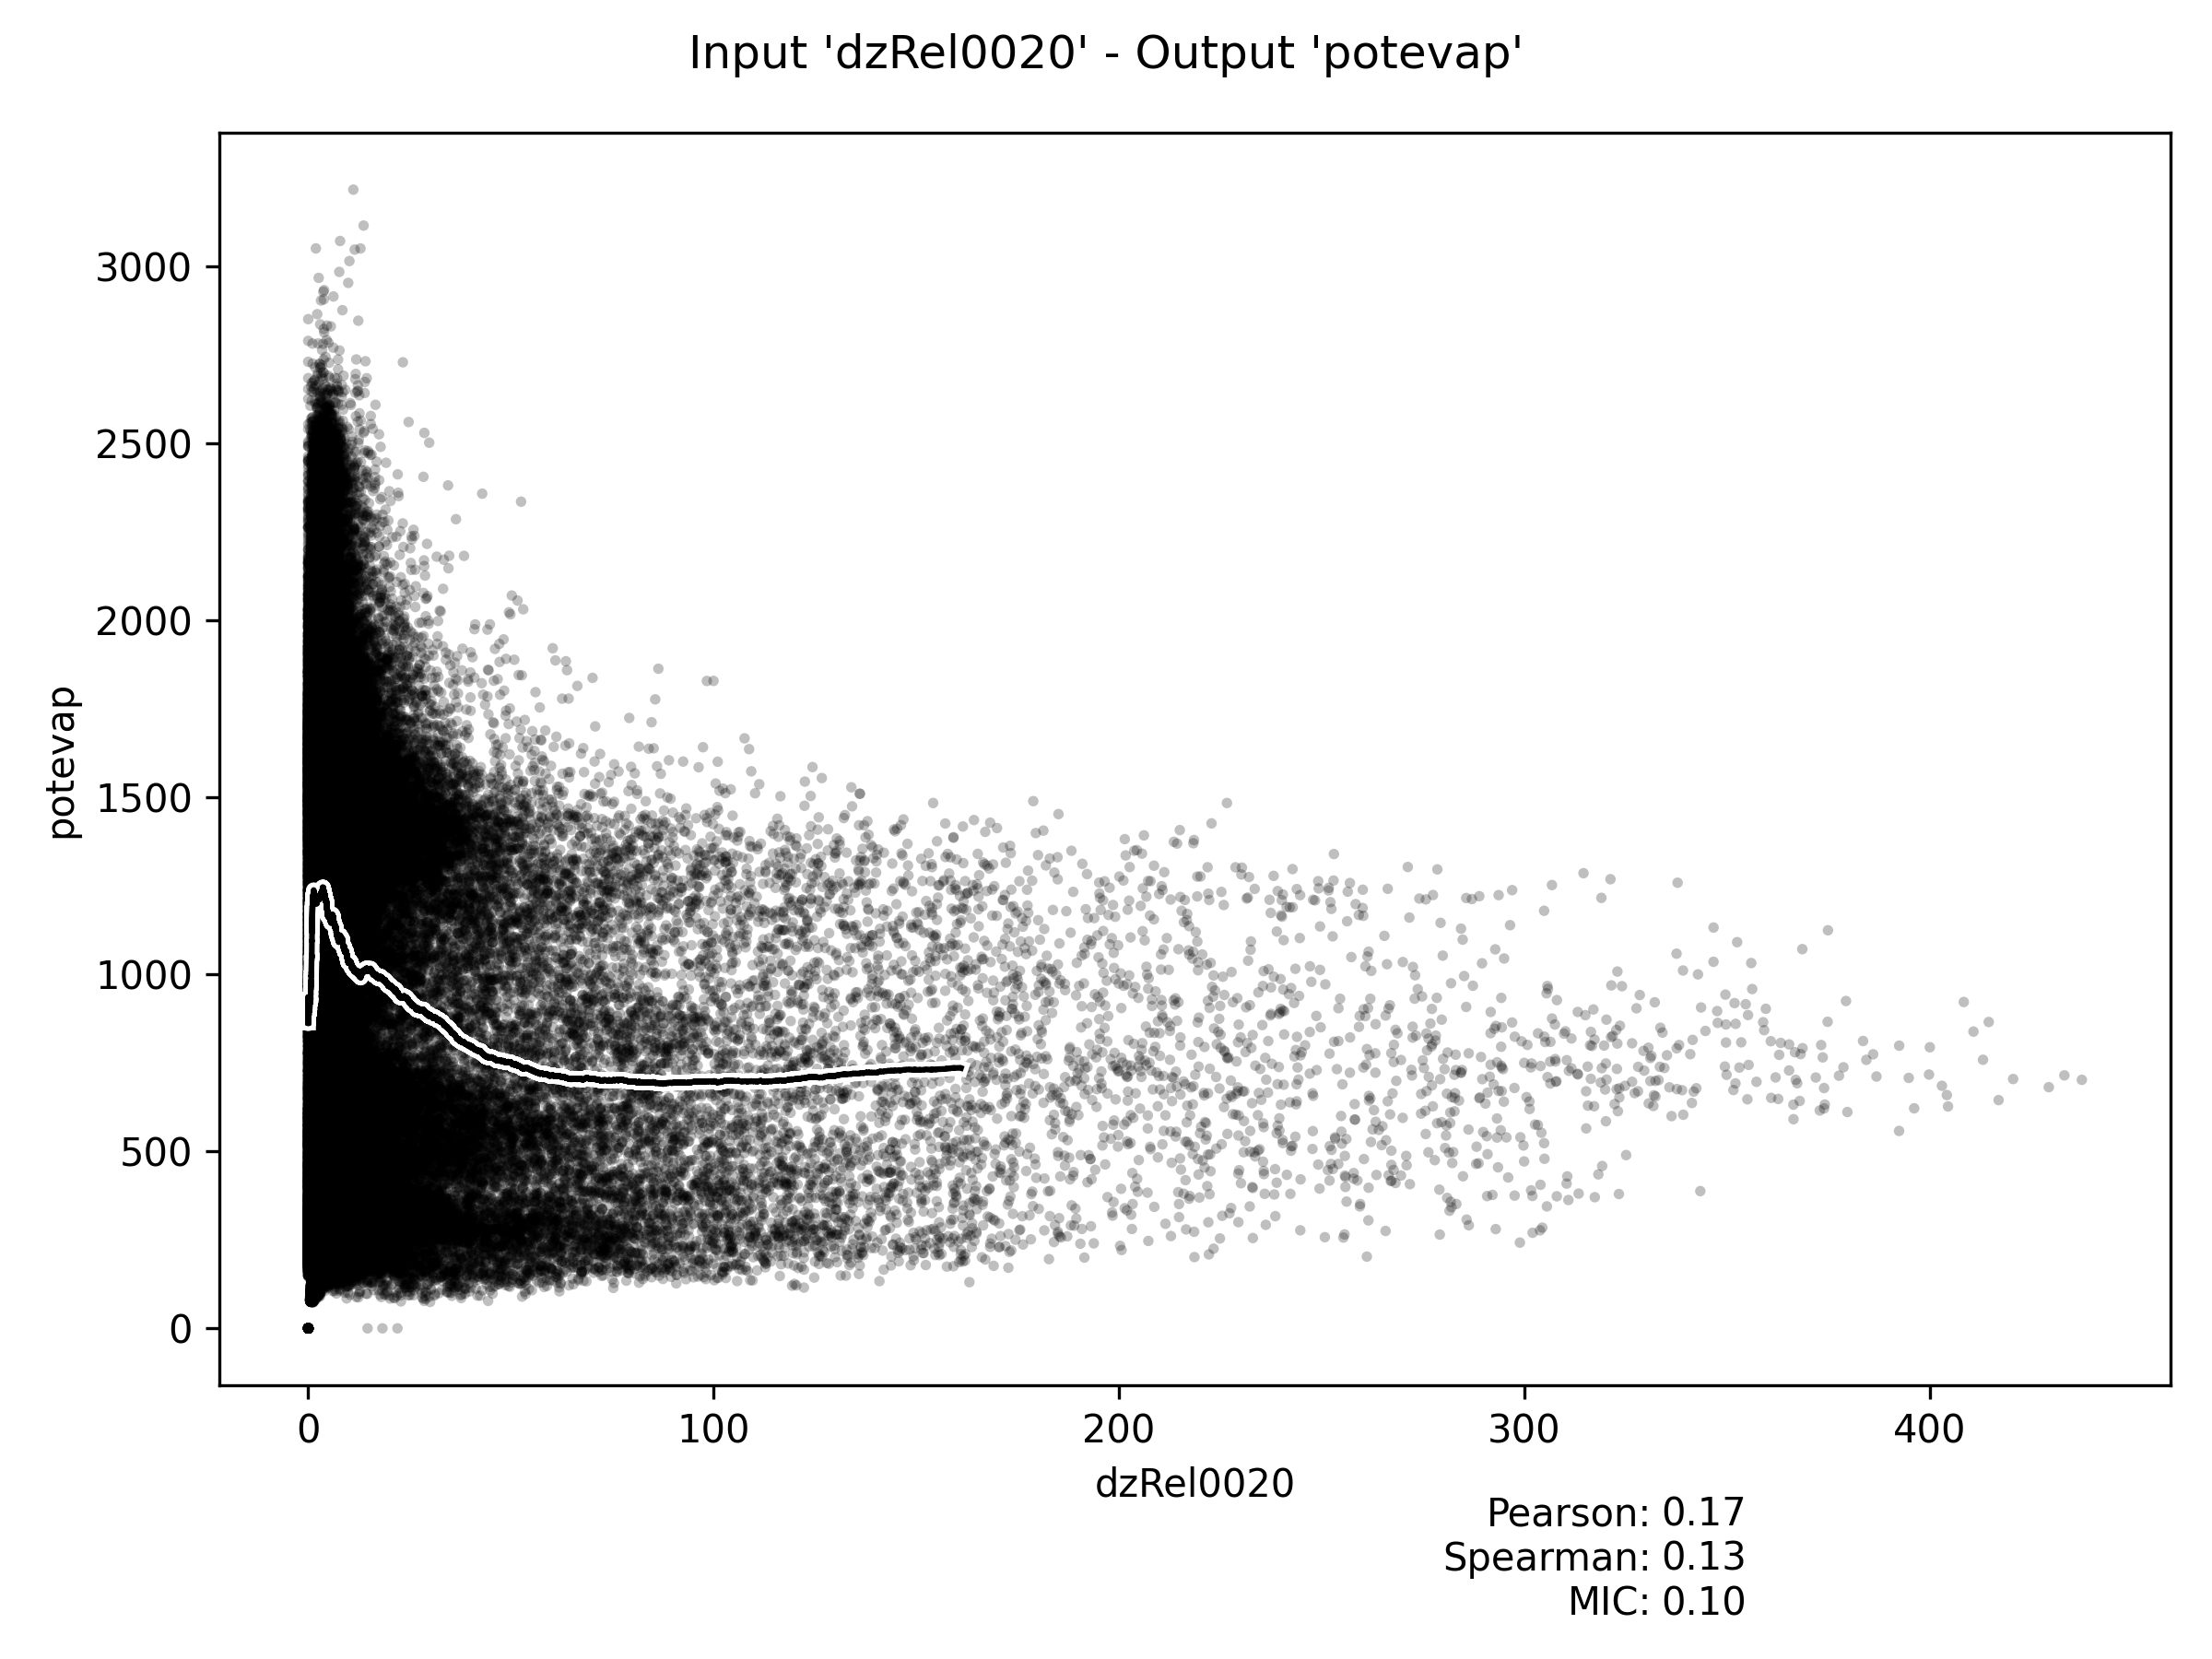 Input 'dzRel0020' - Output 'potevap'
3000
2500
2000
1500
1000
500
0
potevap
0 100 200 300 400
dzRel0020
Pearson: 0.17
Spearman: 0.13
MIC: 0.10